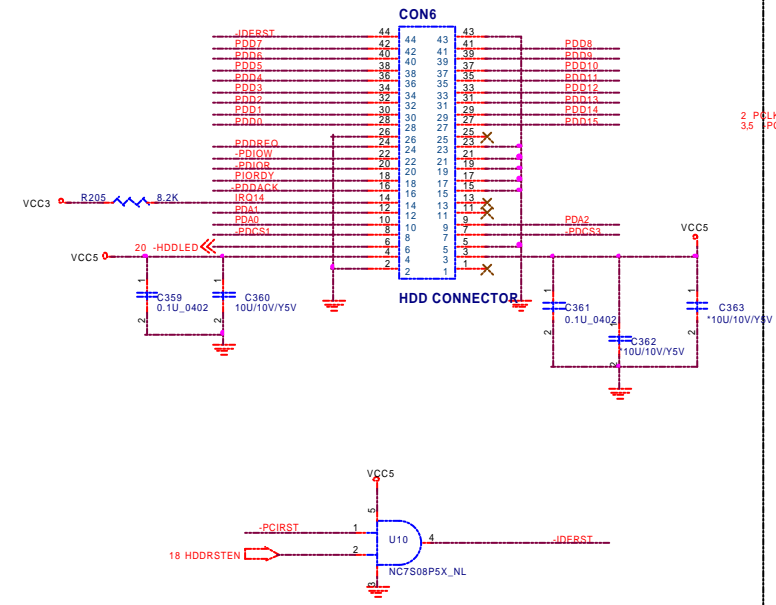 CON6
-IDERST 44 44 43 43
PDD7 42 42 41 41 PDD8
PDD6 40 40 39 39 PDD9
PDD5 38 38 37 37 PDD10
PDD4 36 36 35 35 PDD11
PDD3 34 34 33 33 PDD12
PDD2 32 32 31 31 PDD13
PDD1 30 30 29 29 PDD14
PDD0 28 28 27 27 PDD15
26 26 25 25
PDDREQ 24 24 23 23
-PDIOW 22 22 21 21
-PDIOR 20 20 19 19
PIORDY 18 18 17 17
-PDDACK 16 16 15 15
VCC3 R205 8.2K IRQ14 14 14 13 13
PDA1 12 12 11 11
PDA0 10 10 9 9 PDA2
-PDCS1 8 8 7 7 -PDCS3
20 -HDDLED 6 6 5 5
VCC5 4 4 3 3 VCC5
2 2 1 1
HDD CONNECTOR
2 PCLK
3,5 -PC
1 C359 2
0.1U_0402
1 C360 2
10U/10V/Y5V
1 C361 2
0.1U_0402
1 C362 2
*10U/10V/Y5V
1 C363 2
*10U/10V/Y5V
VCC5
5
-PCIRST 1
U10 4 -IDERST
18 HDDRSTEN 2
NC7S08P5X_NL
3